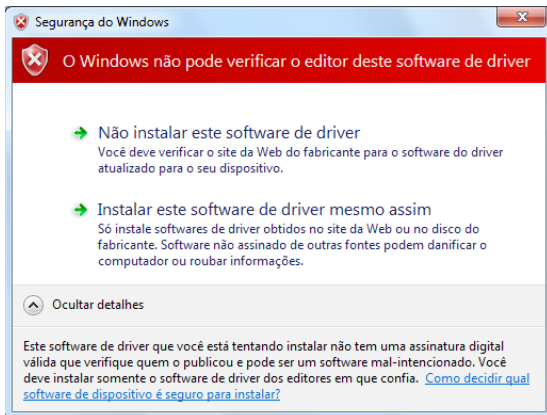 Segurança do Windows
O Windows não pode verificar o editor deste software de driver
Não instalar este software de driver
Você deve verificar o site da Web do fabricante para o software do driver
atualizado para o seu dispositivo.
Instalar este software de driver mesmo assim
Só instale softwares de driver obtidos no site da Web ou no disco do
fabricante. Software não assinado de outras fontes podem danificar o
computador ou roubar informações.
Ocultar detalhes
Este software de driver que você está tentando instalar não tem uma assinatura digital
válida que verifique quem o publicou e pode ser um software mal-intencionado. Você
deve instalar somente o software de driver dos editores em que confia. Como decidir qual
software de dispositivo é seguro para instalar?